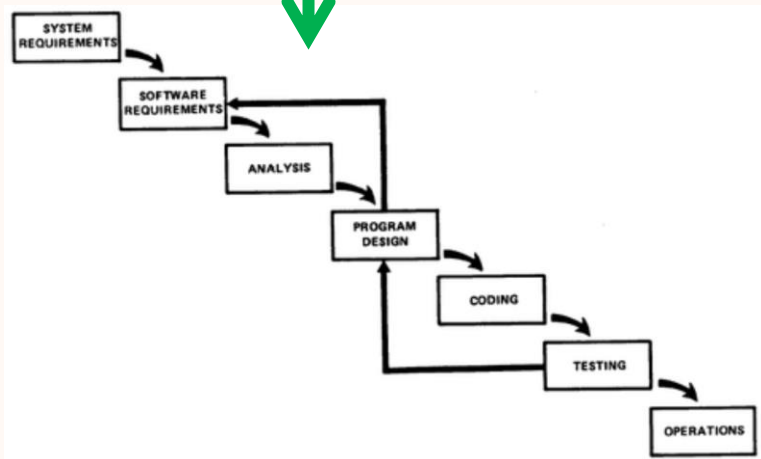 SYSTEM
REQUIREMENTS
SOFTWARE
REQUIREMENTS
ANALYSIS
PROGRAM
DESIGN
CODING
TESTING
OPERATIONS